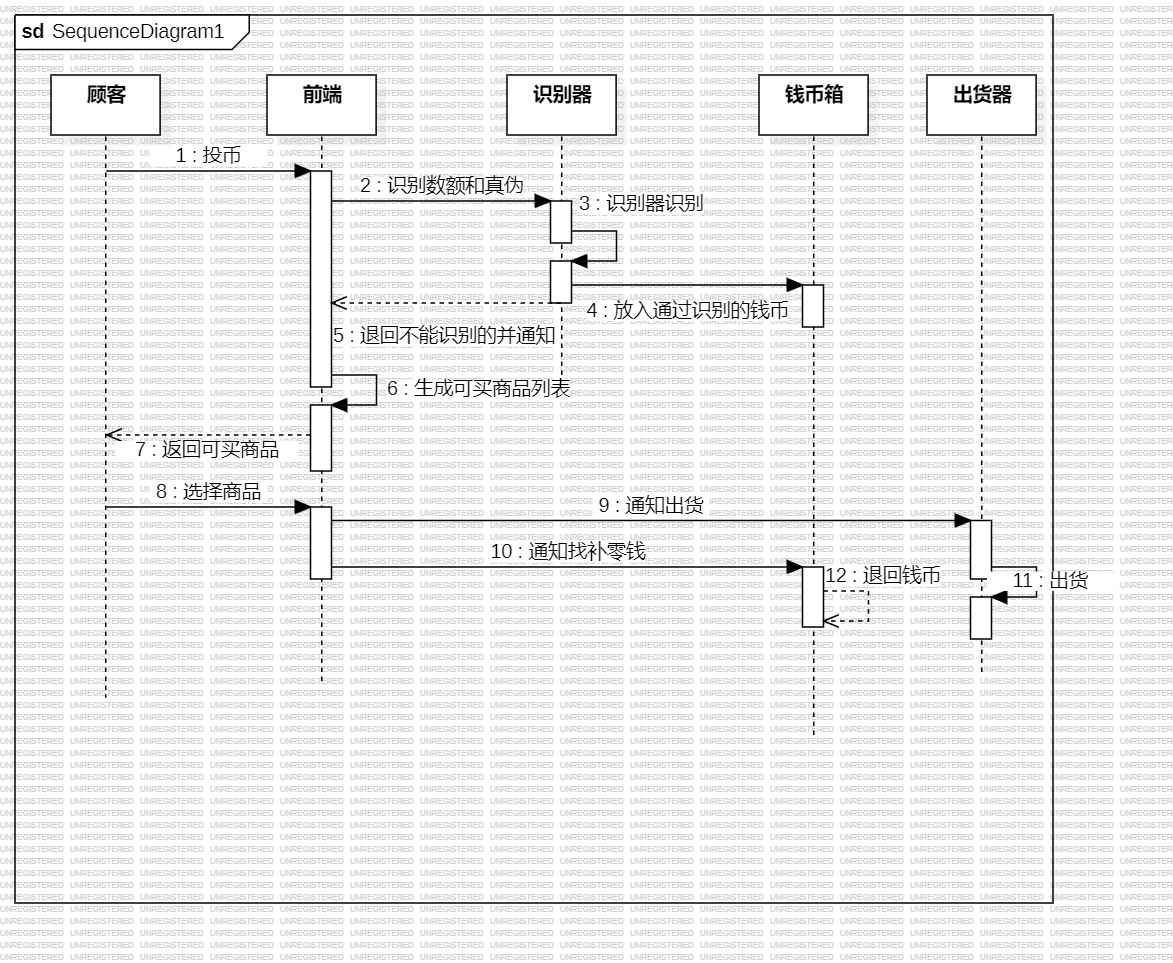 sd SequenceDiagram1
顾客
前端
识别器
钱币箱
出货器
1 : 投币
2 : 识别数额和真伪
3 : 识别器识别
4 : 放入通过识别的钱币
5 : 退回不能识别的并通知
6 : 生成可买商品列表
7 : 返回可买商品
8 : 选择商品
9 : 通知出货
10 : 通知找补零钱
12 : 退回钱币
11 : 出货
UNREGISTERED